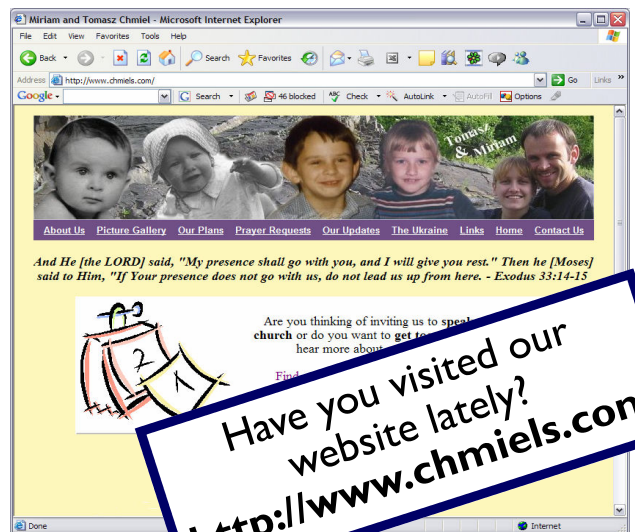 Miriam and Tomasz Chmiel - Microsoft Internet Explorer
File Edit View Favorites Tools Help
Back Search Favorites
Address http://www.chmiels.com/ Go Links »
Google Search 46 blocked Check AutoLink AutoFill Options
Tomasz
& Miriam
About Us Picture Gallery Our Plans Prayer Requests Our Updates The Ukraine Links Home Contact Us
And He [the LORD] said, "My presence shall go with you, and I will give you rest." Then he [Moses]
said to Him, "If Your presence does not go with us, do not lead us up from here. - Exodus 33:14-15
2 1
Are you thinking of inviting us to
church or do you want to get
hear more about
Have you visited our
website lately?
http://www.chmiels.com
Done Internet